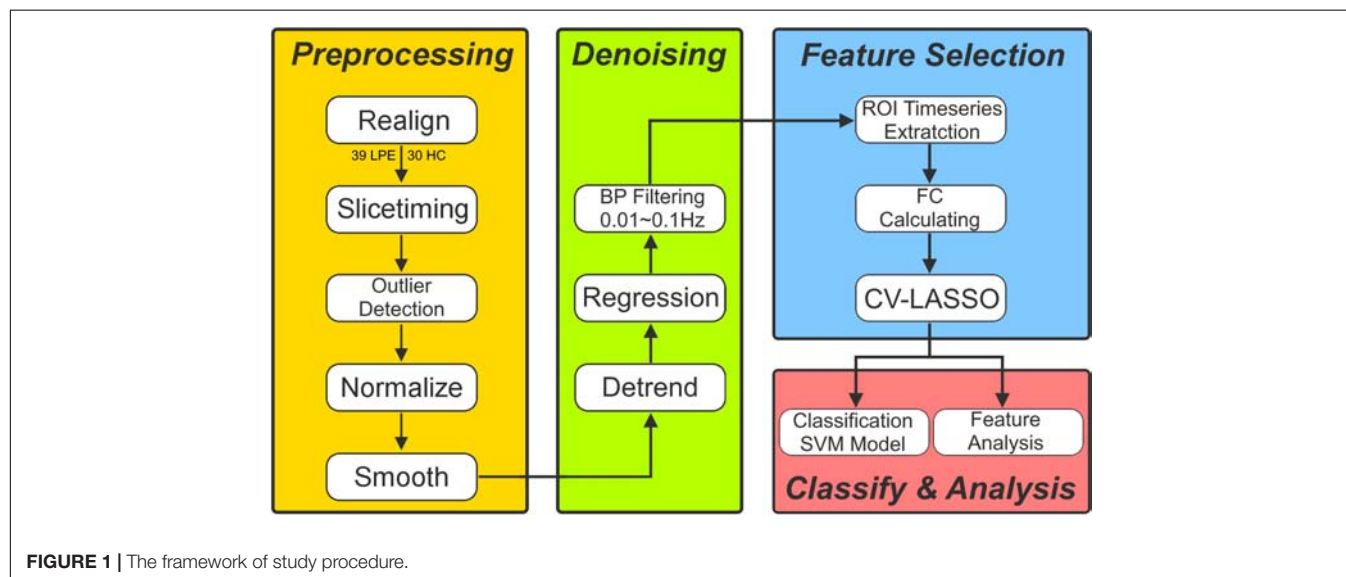 Preprocessing
Realign
39 LPE 30 HC
Slicetiming
Outlier
Detection
Normalize
Smooth
Denoising
BP Filtering
0.01~0.1Hz
Regression
Detrend
Feature Selection
ROI Timeseries
Extratction
FC
Calculating
CV-LASSO
Classification
SVM Model
Feature
Analysis
Classify & Analysis
FIGURE 1 | The framework of study procedure.